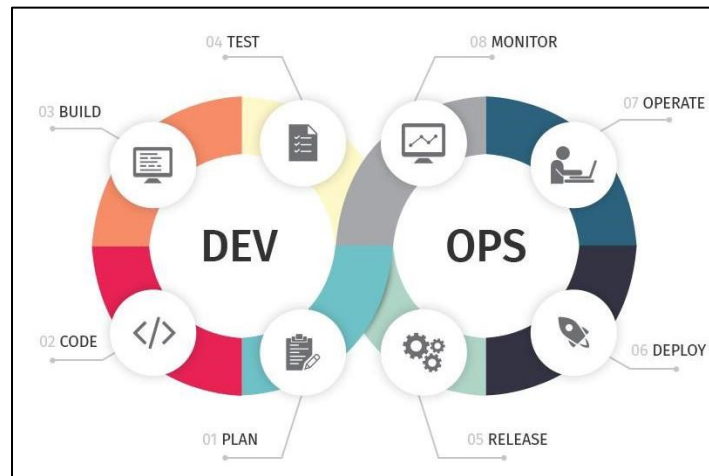 04 TEST
08 MONITOR
03 BUILD
07 OPERATE
DEV
OPS
</>
02 CODE
06 DEPLOY
01 PLAN
05 RELEASE